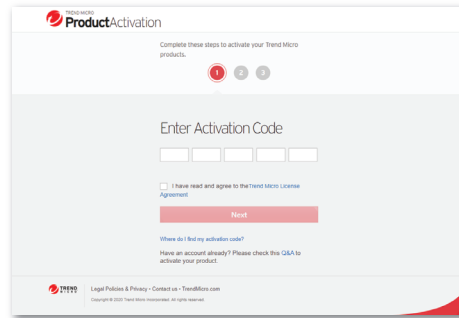 TREND MICRO
ProductActivation
Complete these steps to activate your Trend Micro
products.
1 2 3
Enter Activation Code
I have read and agree to theTrend Micro License
Agreement
Next
Where do I find my activation code?
Have an account already? Please check this Q&A to
activate your product.
TREND
MICRO
Legal Policies & Privacy • Contact us • TrendMicro.com
Copyright © 2020 Trend Micro Incorporated. All rights reserved.